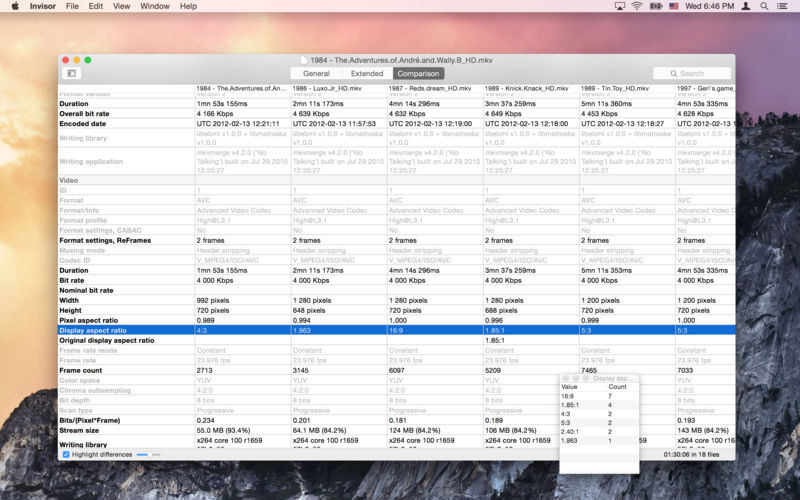 Invisor File Edit View Window Help Wed 6:46 PM
1984 - The.Adventures.of.André.and.Wally.B_HD.mkv
General Extended Comparison Search
1984 - The.Adventures.of.An... 1986 - Luxo.Jr_HD.mkv 1987 - Reds.dream_HD.mkv 1989 - Knick.Knack_HD.mkv 1989 - Tin.Toy_HD.mkv 1997 - Geri's.game_
Format version Version 2 Version 2 Version 2 Version 2 Version 2 Version 2
Duration 1mn 53s 155ms 2mn 11s 173ms 4mn 14s 296ms 3mn 37s 259ms 5mn 11s 360ms 4mn 53s 335ms
Overall bit rate 4 166 Kbps 4 639 Kbps 4 632 Kbps 4 649 Kbps 4 453 Kbps 4 628 Kbps
Encoded date UTC 2012-02-13 12:21:11 UTC 2012-02-13 11:57:53 UTC 2012-02-13 12:19:00 UTC 2012-02-13 12:18:00 UTC 2012-02-13 12:18:27 UTC 2012-02-13
Writing library libebml v1.0.0 + libmatroska v1.0.0 libebml v1.0.0 + libmatroska v1.0.0 libebml v1.0.0 + libmatroska v1.0.0 libebml v1.0.0 + libmatroska v1.0.0 libebml v1.0.0 + libmatroska v1.0.0 libebml v1.0.0 v1.0.0
Writing application mkvmerge v4.2.0 ('No Talking') built on Jul 29 2010 12:25:27 mkvmerge v4.2.0 ('No Talking') built on Jul 29 2010 12:25:27 mkvmerge v4.2.0 ('No Talking') built on Jul 29 2010 12:25:27 mkvmerge v4.2.0 ('No Talking') built on Jul 29 2010 12:25:27 mkvmerge v4.2.0 ('No Talking') built on Jul 29 2010 12:25:27 mkvmerge v4.2 Talking') built 12:25:27
Video
ID 1 1 1 1 1 1
Format AVC AVC AVC AVC AVC AVC
Format/Info Advanced Video Codec Advanced Video Codec Advanced Video Codec Advanced Video Codec Advanced Video Codec Advanced Vide
Format profile High@L3.1 High@L3.1 High@L3.1 High@L3.1 High@L3.1 High@L3.1
Format settings, CABAC No No No No No No
Format settings, ReFrames 2 frames 2 frames 2 frames 2 frames 2 frames 2 frames
Muxing mode Header stripping Header stripping Header stripping Header stripping Header stripping Header stripping
Codec ID V_MPEG4/ISO/AVC V_MPEG4/ISO/AVC V_MPEG4/ISO/AVC V_MPEG4/ISO/AVC V_MPEG4/ISO/AVC V_MPEG4/ISO
Duration 1mn 53s 155ms 2mn 11s 173ms 4mn 14s 296ms 3mn 37s 259ms 5mn 11s 353ms 4mn 53s 335ms
Bit rate 4 000 Kbps 4 000 Kbps 4 000 Kbps 4 000 Kbps 4 000 Kbps 4 000 Kbps
Nominal bit rate
Width 992 pixels 1 280 pixels 1 280 pixels 1 280 pixels 1 200 pixels 1 200 pixels
Height 720 pixels 648 pixels 720 pixels 688 pixels 720 pixels 720 pixels
Pixel aspect ratio 0.989 0.994 1.000 0.996 0.999 1.000
Display aspect ratio 4:3 1.963 16:9 1.85:1 5:3 5:3
Original display aspect ratio 1.85:1
Frame rate mode Constant Constant Constant Constant Constant Constant
Frame rate 23.976 fps 23.976 fps 23.976 fps 23.976 fps 23.976 fps 23.976 fps
Frame count 2713 3145 6097 5209 7465 7033
Color space YUV YUV YUV YUV YUV
Chroma subsampling 4:2:0 4:2:0 4:2:0 4:2:0 4:2:0
Bit depth 8 bits 8 bits 8 bits 8 bits 8 bits
Scan type Progressive Progressive Progressive Progressive Progressive
Bits/(Pixel*Frame) 0.234 0.201 0.181 0.189 0.193
Stream size 55.0 MB (93.4%) 64.1 MB (84.2%) 124 MB (84.2%) 106 MB (84.2%) 143 MB (84.2%)
Writing library x264 core 100 r1659 x264 core 100 r1659 x264 core 100 r1659 x264 core 100 r1659 x264 core 100
Display asp...
Value Count
16:9 7
1.85:1 4
4:3 2
5:3 2
2.40:1 2
1.963 1
Highlight differences 01:30:06 in 18 files